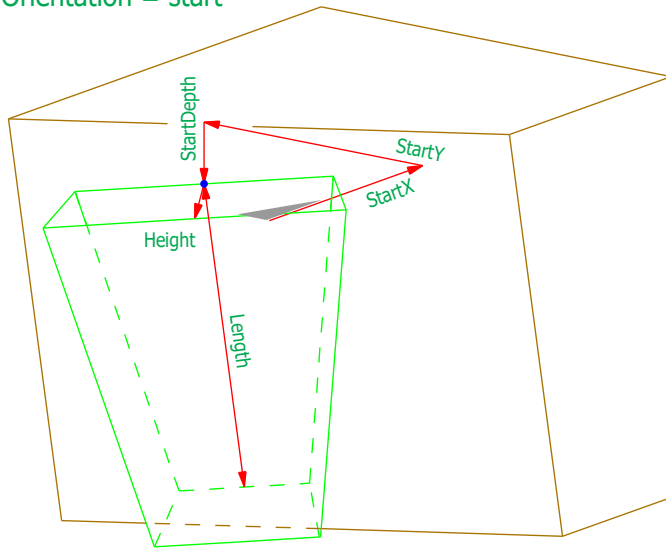 Orientation = start
StartDepth
StartY
StartX
Height
Length